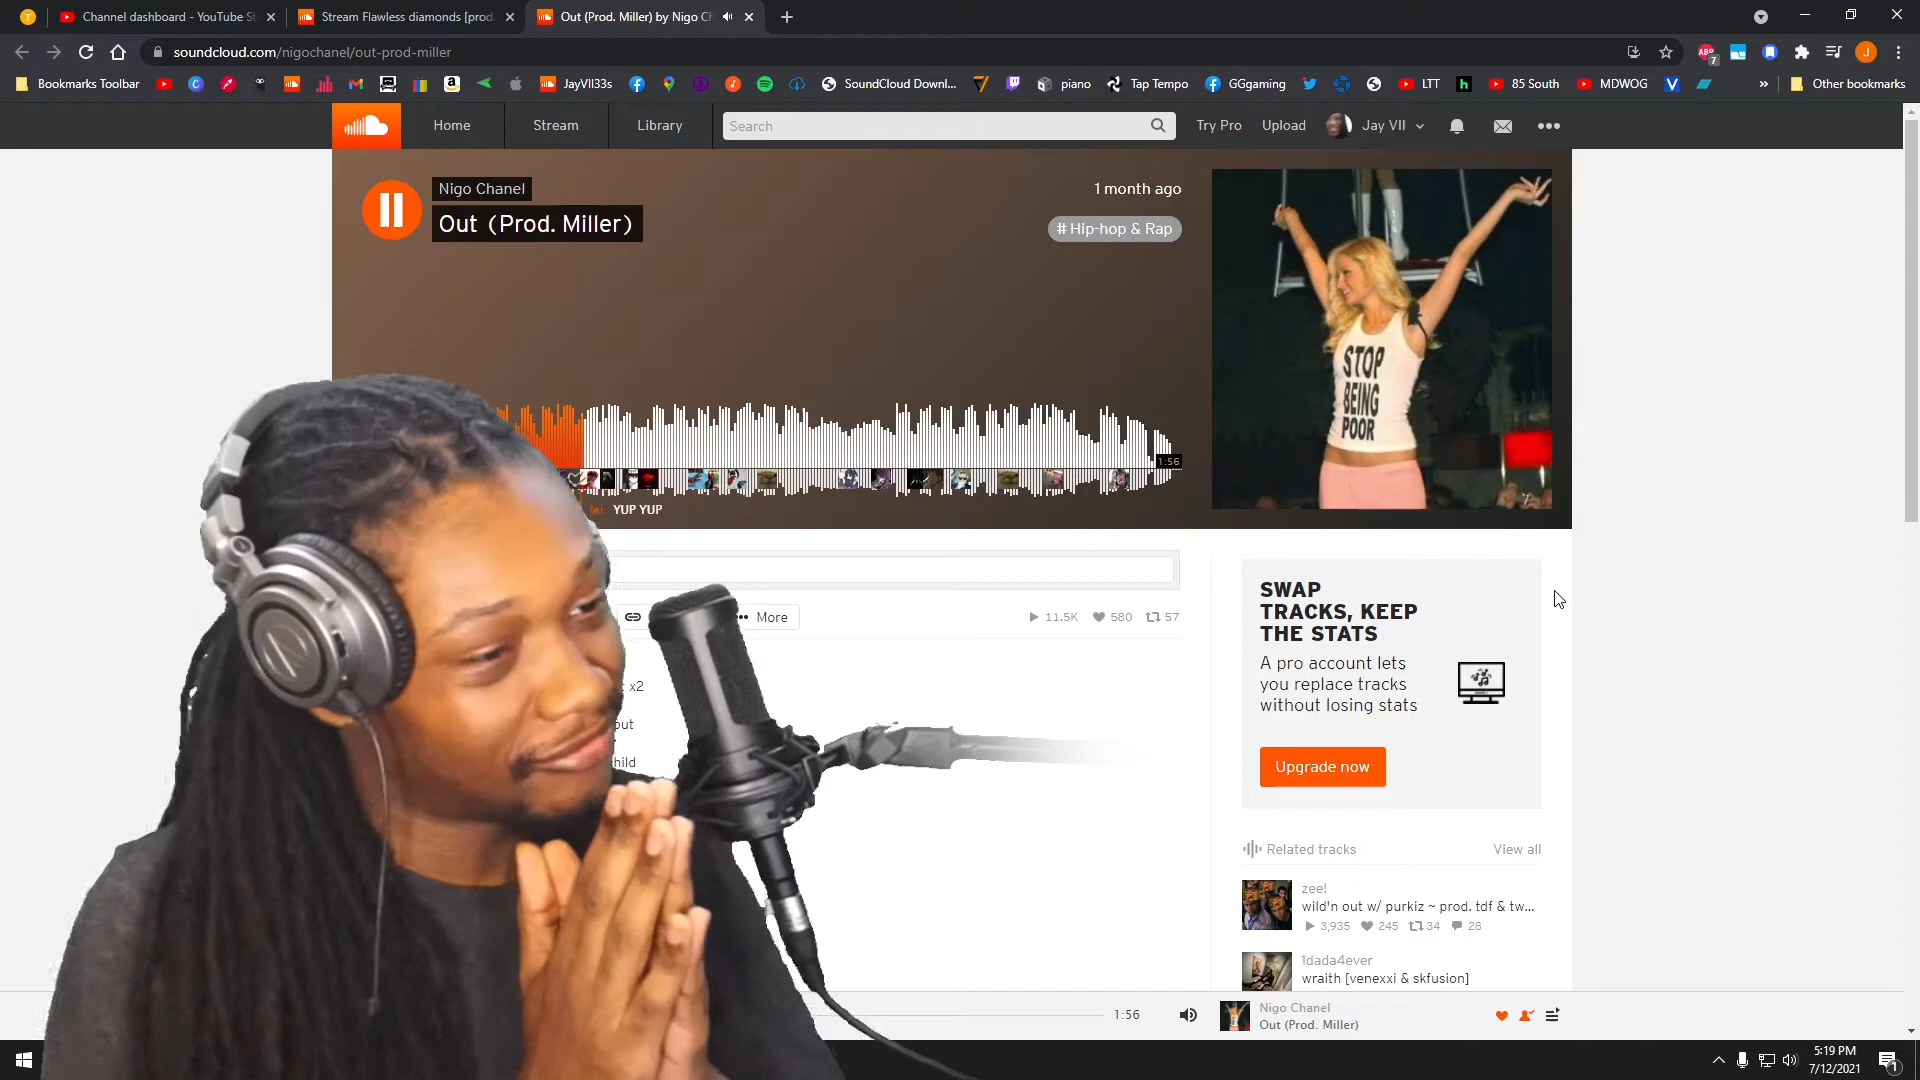 Channel dashboard - YouTube St
Stream Flawless diamonds [prod.
Out (Prod. Miller) by Nigo Ch
soundcloud.com/nigochanel/out-prod-miller
ABP
7
J
Bookmarks Toolbar
JayVII33s
SoundCloud Downl...
piano
Tap Tempo
GGgaming
LTT
85 South
MDWOG
Other bookmarks
Home
Stream
Library
Search
Try Pro
Upload
Jay VII
Nigo Chanel
Out (Prod. Miller)
1 month ago
# Hip-hop & Rap
STOP
BEING
POOR
1:56
YUP YUP
More
11.5K
580
57
x2
out
hild
SWAP
TRACKS, KEEP
THE STATS
A pro account lets
you replace tracks
without losing stats
Upgrade now
Related tracks
View all
zee!
wild'n out w/ purkiz ~ prod. tdf & tw...
3,935
245
34
28
1dada4ever
wraith [venexxi & skfusion]
1:56
Nigo Chanel
Out (Prod. Miller)
5:19 PM
7/12/2021
1